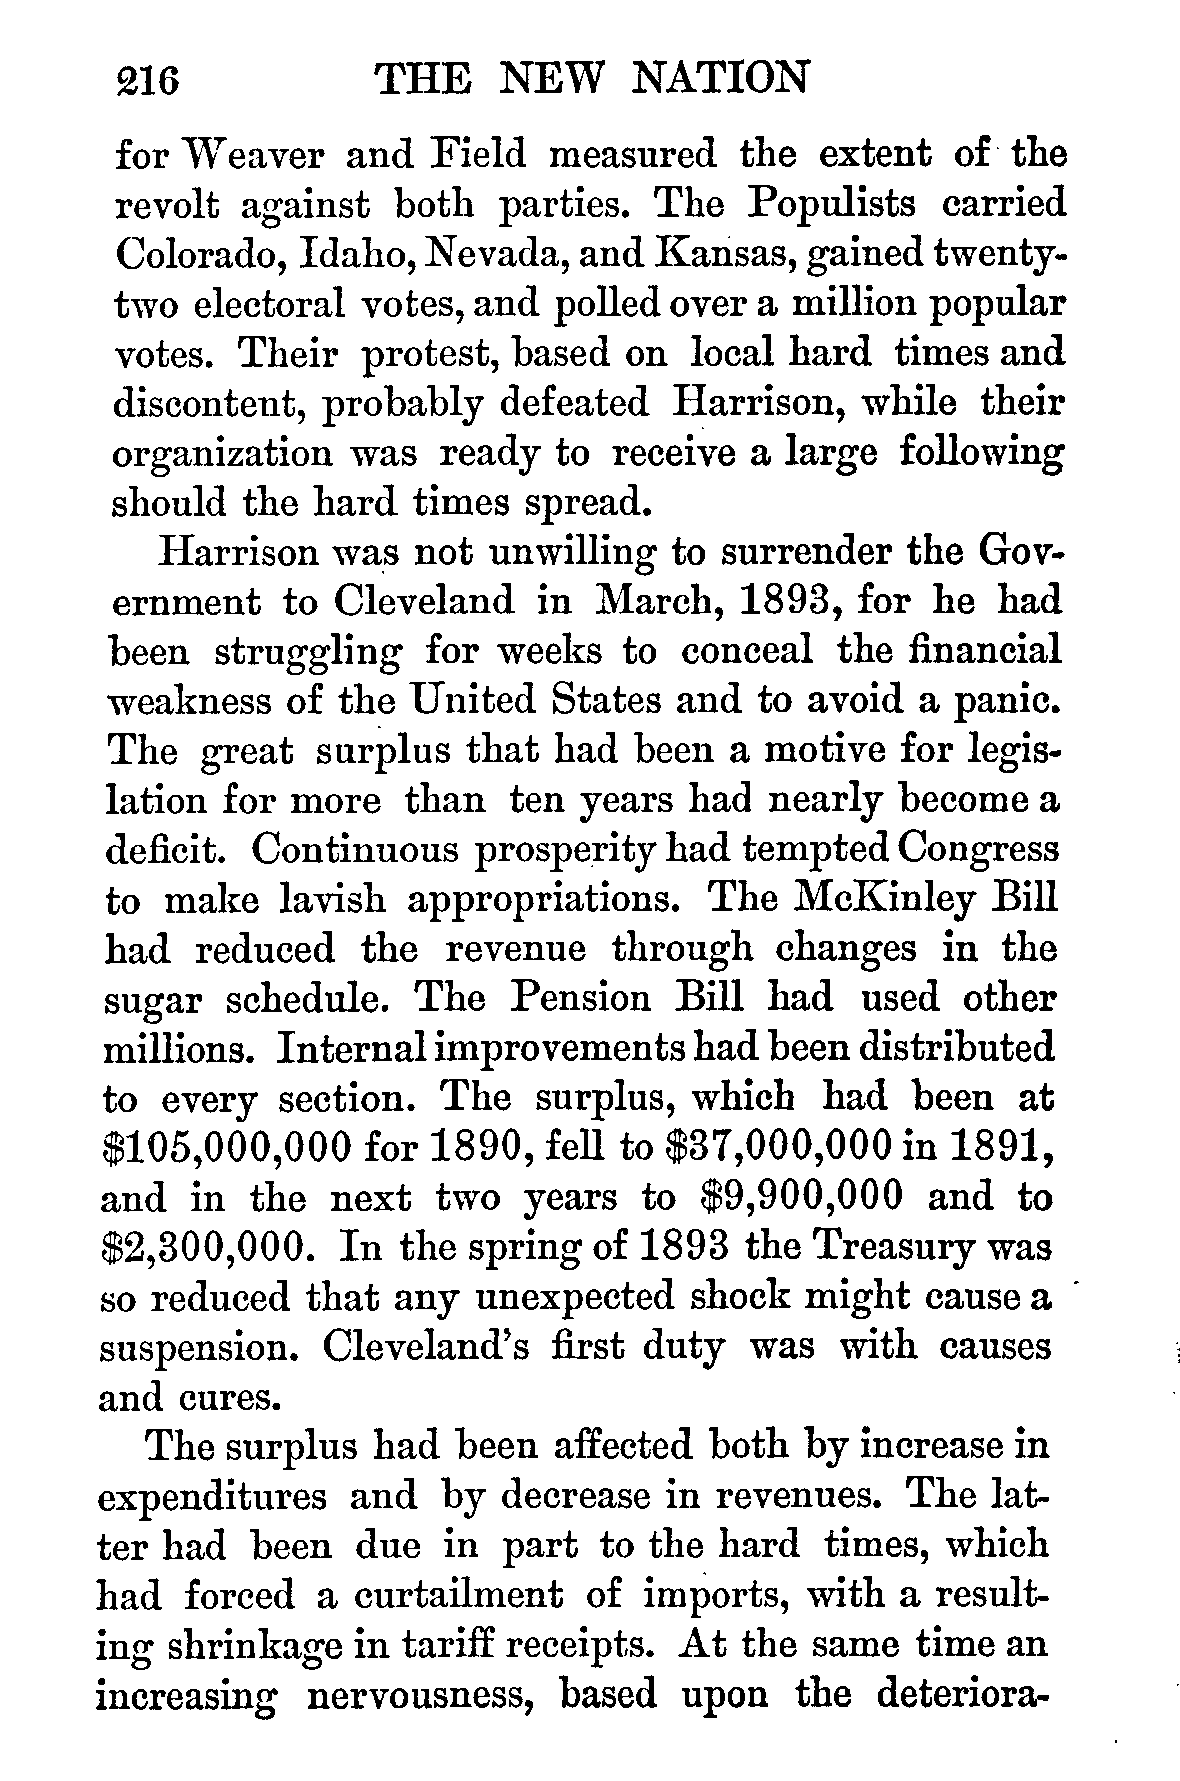 216 THE NEW NATION
for Weaver and Field measured the extent of the
revolt against both parties. The Populists carried
Colorado, Idaho, Nevada, and Kansas, gained twenty-
two electoral votes, and polled over a million popular
votes. Their protest, based on local hard times and
discontent, probably defeated Harrison, while their
organization was ready to receive a large following
should the hard times spread.
Harrison was not unwilling to surrender the Gov-
ernment to Cleveland in March, 1893, for he had
been struggling for weeks to conceal the financial
weakness of the United States and to avoid a panic.
The great surplus that had been a motive for legis-
lation for more than ten years had nearly become a
deficit. Continuous prosperity had tempted Congress
to make lavish appropriations. The McKinley Bill
had reduced the revenue through changes in the
sugar schedule. The Pension Bill had used other
millions. Internal improvements had been distributed
to every section. The surplus, which had been at
$105,000,000 for 1890, fell to $37,000,000 in 1891,
and in the next two years to $9,900,000 and to
$2,300,000. In the spring of 1893 the Treasury was
so reduced that any unexpected shock might cause a
suspension. Cleveland's first duty was with causes
and cures.
The surplus had been affected both by increase in
expenditures and by decrease in revenues. The lat-
ter had been due in part to the hard times, which
had forced a curtailment of imports, with a result-
ing shrinkage in tariff receipts. At the same time an
increasing nervousness, based upon the deteriora-